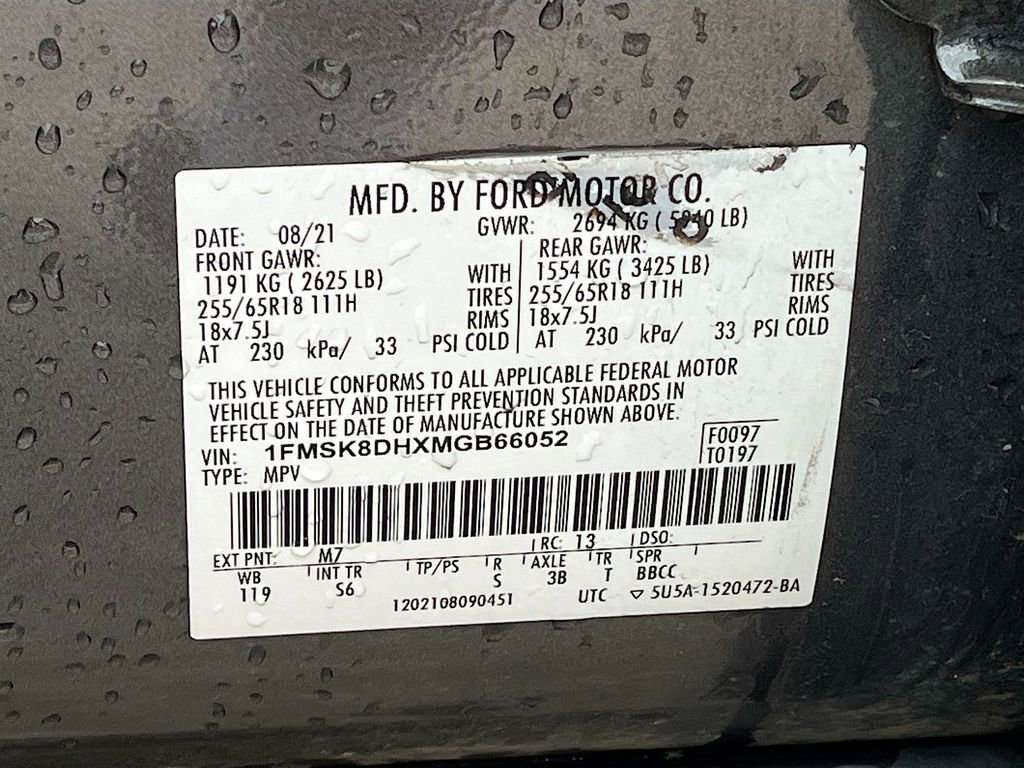 MFD. BY FORD MOTOR CO.
DATE: 08/21 GVWR: 2694 KG ( 5940 LB)
FRONT GAWR: REAR GAWR:
1191 KG ( 2625 LB) WITH 1554 KG ( 3425 LB) WITH
255/65R18 111H TIRES 255/65R18 111H TIRES
18x7.5J RIMS 18x7.5J RIMS
AT 230 kPa/ 33 PSI COLD AT 230 kPa/ 33 PSI COLD
THIS VEHICLE CONFORMS TO ALL APPLICABLE FEDERAL MOTOR
VEHICLE SAFETY AND THEFT PREVENTION STANDARDS IN
EFFECT ON THE DATE OF MANUFACTURE SHOWN ABOVE.
VIN: 1FMSK8DHXMGB66052 F0097
TYPE: MPV T0197
EXT PNT: M7 RC: 13 DSO:
WB INT TR TP/PS R AXLE TR SPR
119 S6 S 3B T BBCC
1202108090451 UTC ▽ 5U5A-1520472-BA